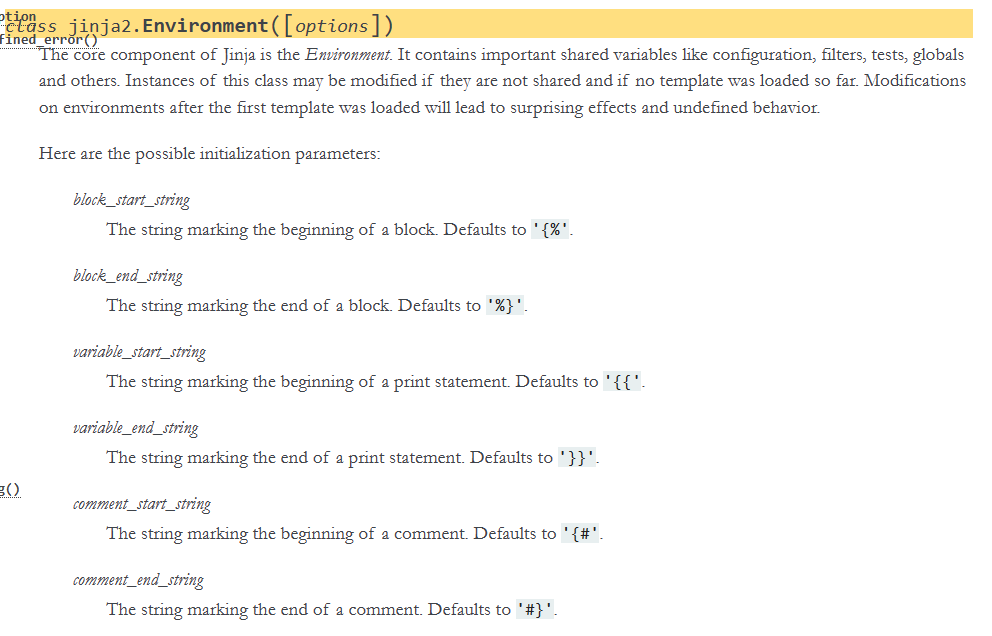 ption
class jinja2.Environment([options])
fined_error()
The core component of Jinja is the Environment. It contains important shared variables like configuration, filters, tests, globals
and others. Instances of this class may be modified if they are not shared and if no template was loaded so far. Modifications
on environments after the first template was loaded will lead to surprising effects and undefined behavior.
Here are the possible initialization parameters:
block_start_string
The string marking the beginning of a block. Defaults to '{%'.
block_end_string
The string marking the end of a block. Defaults to '%}'.
variable_start_string
The string marking the beginning of a print statement. Defaults to '{{'.
variable_end_string
The string marking the end of a print statement. Defaults to '}}'.
g()
comment_start_string
The string marking the beginning of a comment. Defaults to '{#'.
comment_end_string
The string marking the end of a comment. Defaults to '#}'.